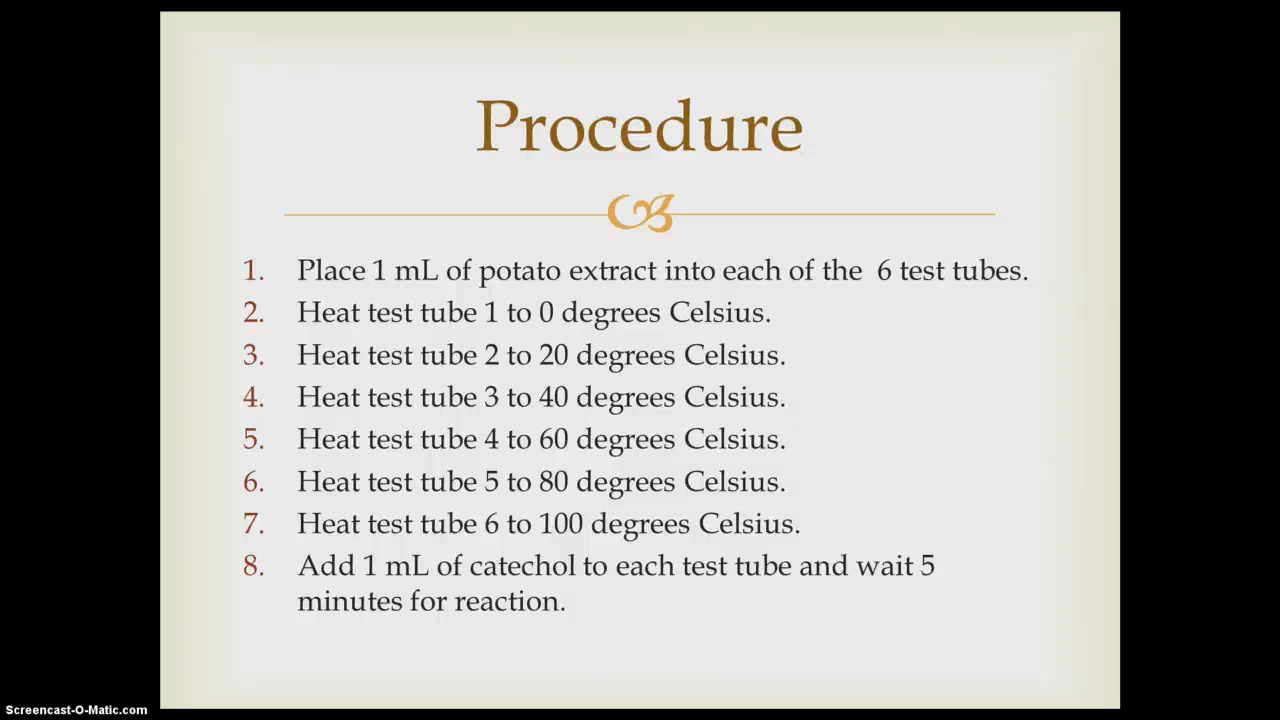 Procedure
1. Place 1 mL of potato extract into each of the 6 test tubes.
2. Heat test tube 1 to 0 degrees Celsius.
3. Heat test tube 2 to 20 degrees Celsius.
4. Heat test tube 3 to 40 degrees Celsius.
5. Heat test tube 4 to 60 degrees Celsius.
6. Heat test tube 5 to 80 degrees Celsius.
7. Heat test tube 6 to 100 degrees Celsius.
8. Add 1 mL of catechol to each test tube and wait 5
minutes for reaction.
Screencast-O-Matic.com